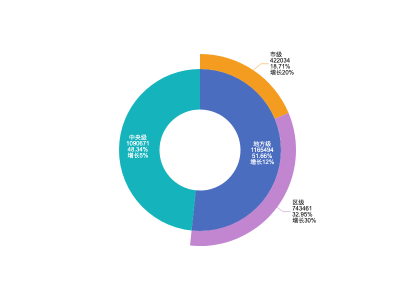 市级
422034
18.71%
增长20%
中央级
1090671
48.34%
增长5%
地方级
1165494
51.66%
增长12%
区级
743461
32.95%
增长30%